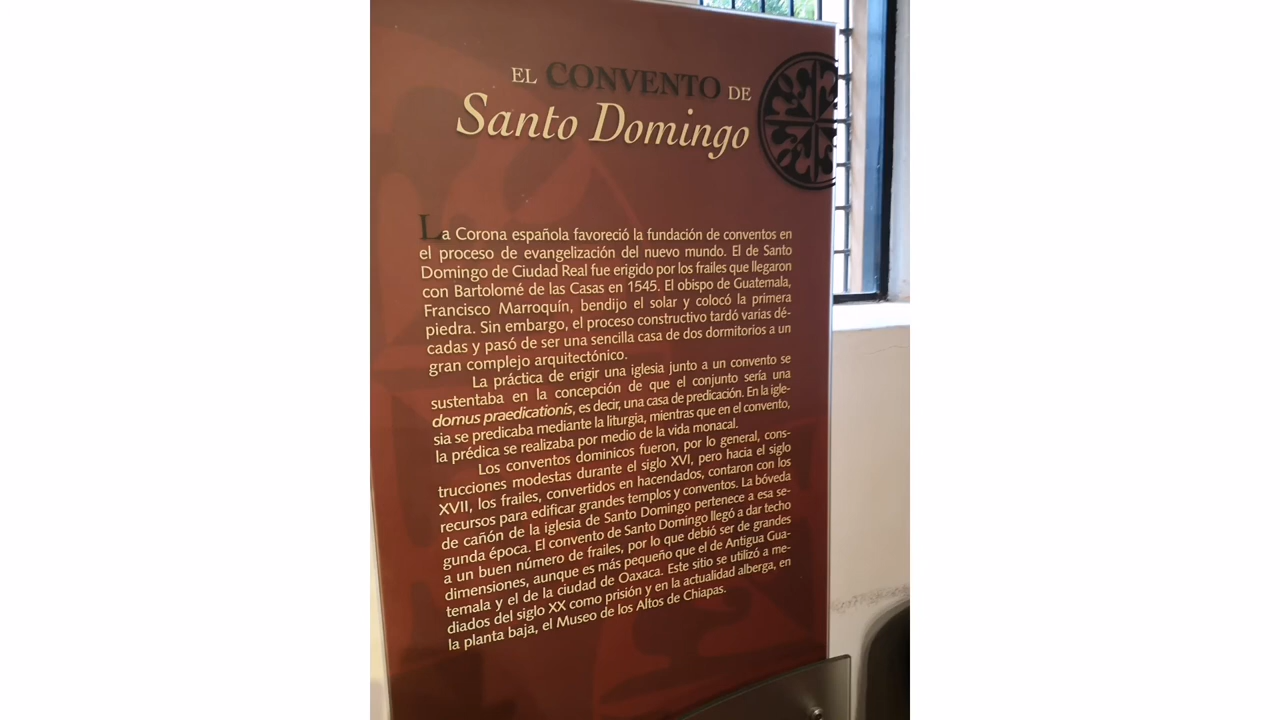 EL CONVENTO DE
Santo Domingo
La Corona española favoreció la fundación de conventos en
el proceso de evangelización del nuevo mundo. El de Santo
Domingo de Ciudad Real fue erigido por los frailes que llegaron
con Bartolomé de las Casas en 1545. El obispo de Guatemala,
Francisco Marroquín, bendijo el solar y colocó la primera
piedra. Sin embargo, el proceso constructivo tardó varias dé-
cadas y pasó de ser una sencilla casa de dos dormitorios a un
gran complejo arquitectónico.
La práctica de erigir una iglesia junto a un convento se
sustentaba en la concepción de que el conjunto sería una
domus praedicationis, es decir, una casa de predicación. En la igle-
sia se predicaba mediante la liturgia, mientras que en el convento,
la prédica se realizaba por medio de la vida monacal.
Los conventos dominicos fueron, por lo general, cons-
trucciones modestas durante el siglo XVI, pero hacia el siglo
XVII, los frailes, convertidos en hacendados, contaron con los
recursos para edificar grandes templos y conventos. La bóveda
de cañón de la iglesia de Santo Domingo pertenece a esa se-
gunda época. El convento de Santo Domingo llegó a dar techo
a un buen número de frailes, por lo que debió ser de grandes
dimensiones, aunque es más pequeño que el de Antigua Gua-
temala y el de la ciudad de Oaxaca. Este sitio se utilizó a me-
diados del siglo XX como prisión y en la actualidad alberga, en
la planta baja, el Museo de los Altos de Chiapas.